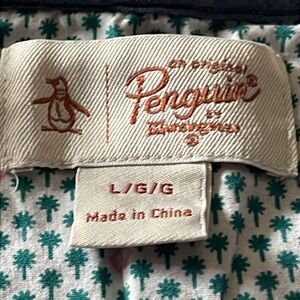 an original
Penguin®
BY
Munsingwear
®
L/G/G
Made in China